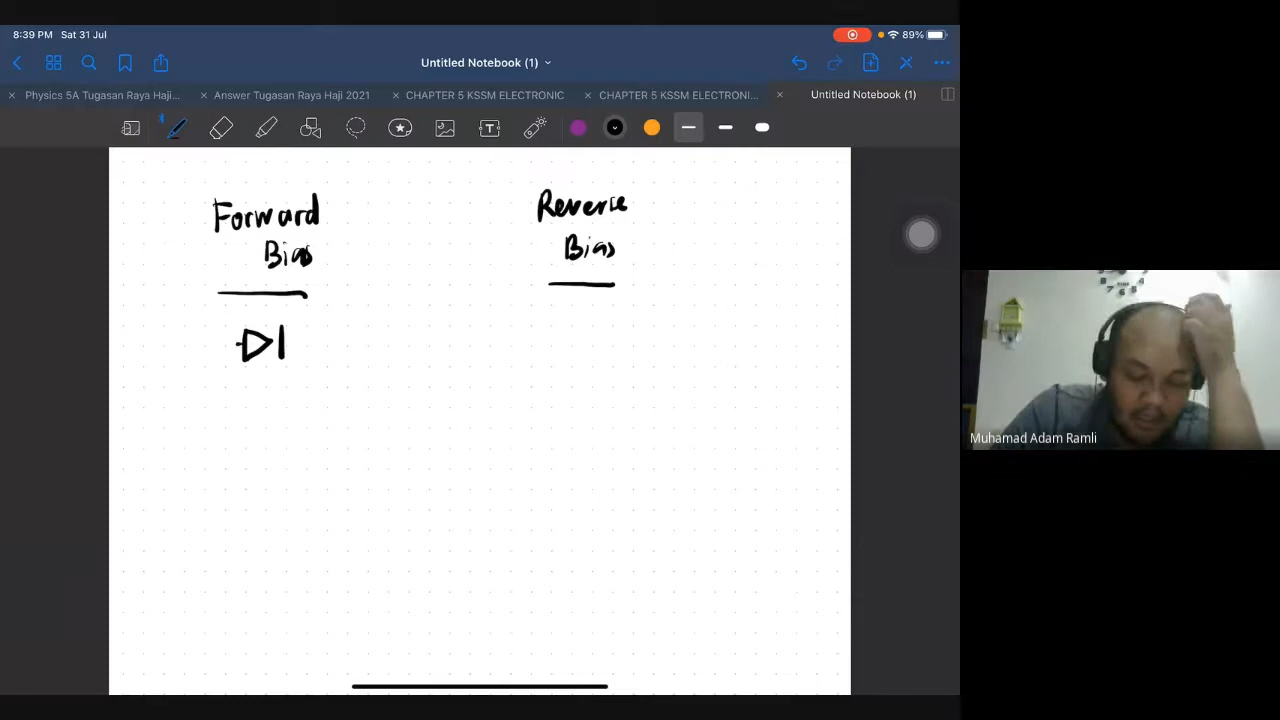 8:39 PM Sat 31 Jul
89%
Untitled Notebook (1)
Physics 5A Tugasan Raya Haji...
Answer Tugasan Raya Haji 2021
CHAPTER 5 KSSM ELECTRONIC
CHAPTER 5 KSSM ELECTRONI...
Untitled Notebook (1)
T
Forward
Bias
Reverse
Bias
Muhamad Adam Ramli